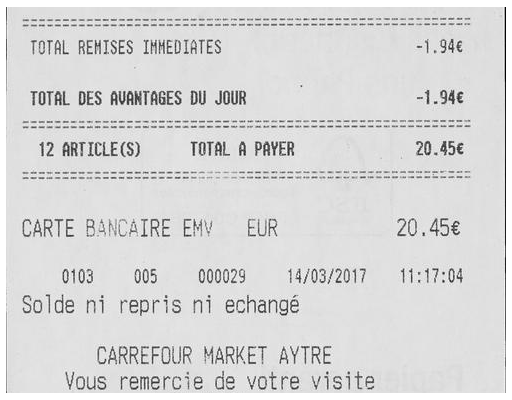 TOTAL REMISES IMMEDIATES -1.94€
TOTAL DES AVANTAGES DU JOUR -1.94€
12 ARTICLE(S) TOTAL A PAYER 20.45€
CARTE BANCAIRE EMV EUR 20.45€
0103 005 000029 14/03/2017 11:17:04
Solde ni repris ni echangé
CARREFOUR MARKET AYTRE
Vous remercie de votre visite